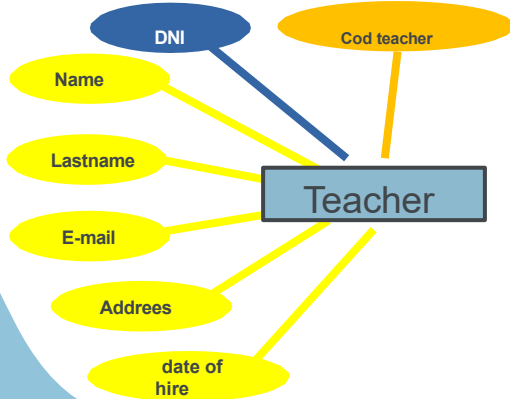 DNI
Cod teacher
Name
Lastname
Teacher
E-mail
Addrees
date of
hire